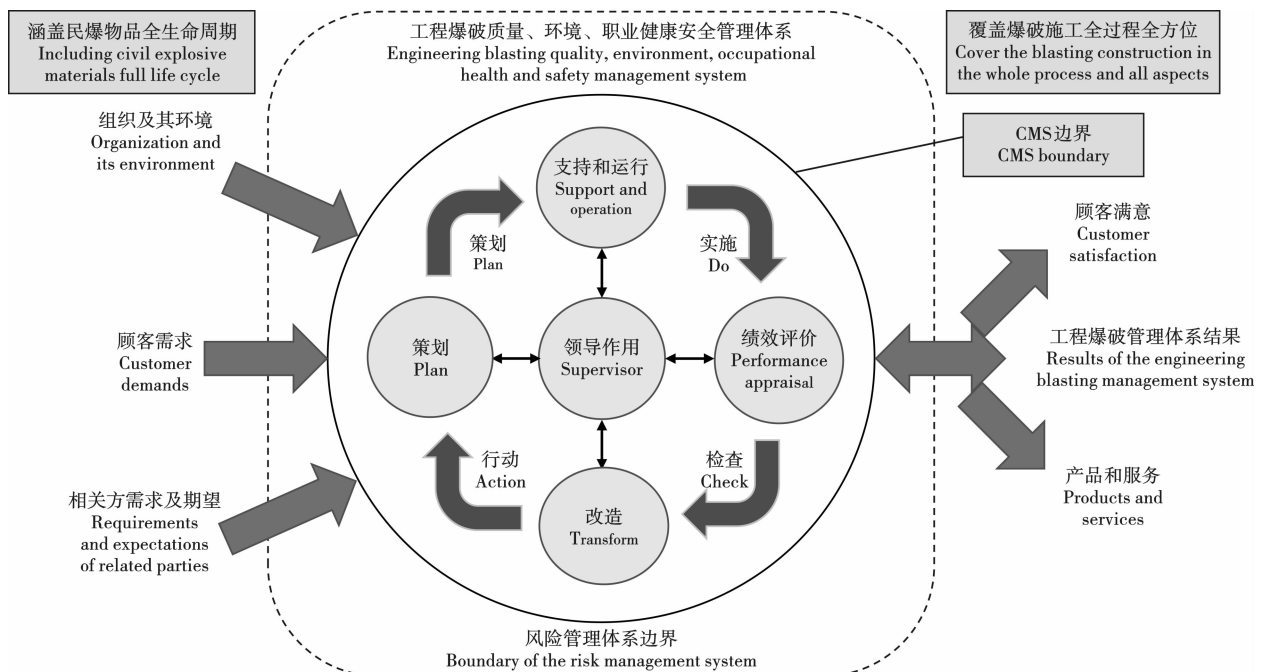 涵盖民爆物品全生命周期
Including civil explosive
materials full life cycle
工程爆破质量、环境、职业健康安全管理体系
Engineering blasting quality, environment, occupational
health and safety management system
覆盖爆破施工全过程全方位
Cover the blasting construction in
the whole process and all aspects
组织及其环境
Organization and
its environment
CMS边界
CMS boundary
支持和运行
Support and
operation
策划
Plan
实施
Do
顾客满意
Customer
satisfaction
顾客需求
Customer
demands
策划
Plan
领导作用
Supervisor
绩效评价
Performance
appraisal
工程爆破管理体系结果
Results of the engineering
blasting management system
行动
Action
检查
Check
相关方需求及期望
Requirements
and expectations
of related parties
改造
Transform
产品和服务
Products and
services
风险管理体系边界
Boundary of the risk management system